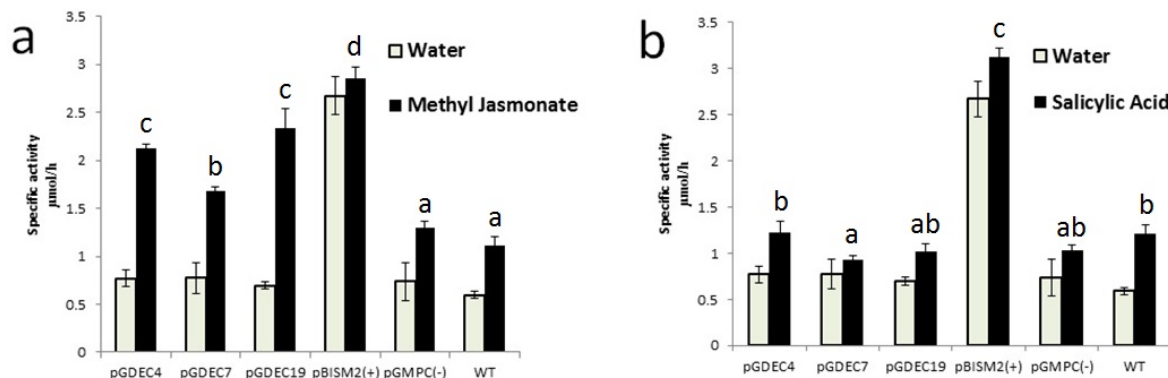 a
Specific activity
µmol/h
3.5
3
2.5
2
1.5
1
0.5
0
Water
Methyl Jasmonate
c
b
c
d
a
a
pGDEC4
pGDEC7
pGDEC19
pBISM2(+)
pGMPC(-)
WT
b
Specific activity
µmol/h
3.5
3
2.5
2
1.5
1
0.5
0
Water
Salicylic Acid
b
a
ab
c
ab
b
pGDEC4
pGDEC7
pGDEC19
pBISM2(+)
pGMPC(-)
WT